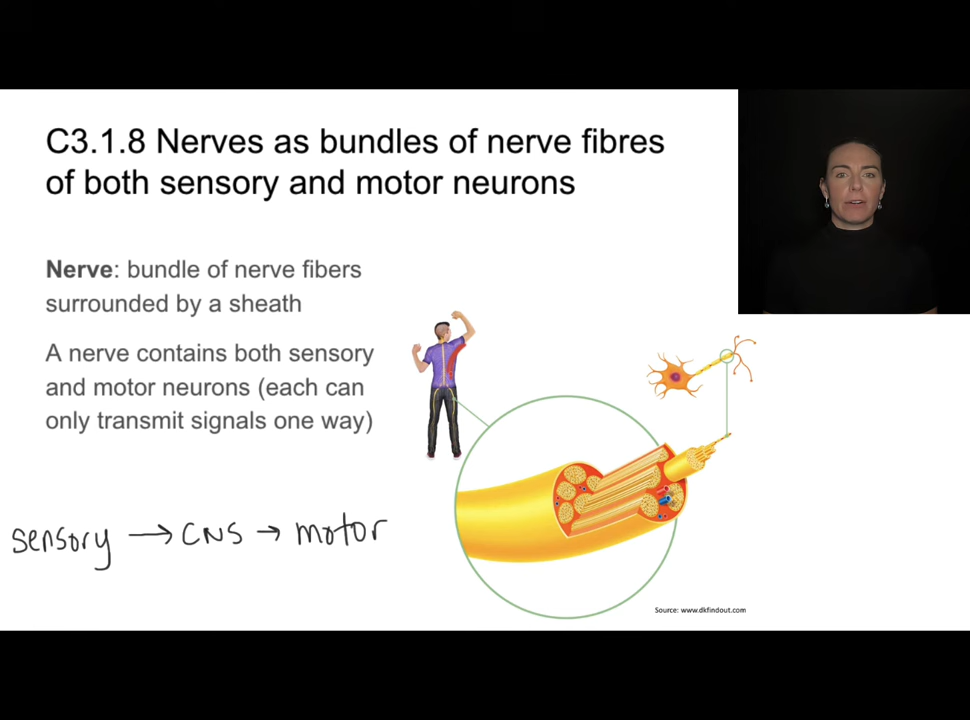 C3.1.8 Nerves as bundles of nerve fibres
of both sensory and motor neurons
Nerve: bundle of nerve fibers
surrounded by a sheath
A nerve contains both sensory
and motor neurons (each can
only transmit signals one way)
sensory → CNS → motor
Source: www.dkfindout.com